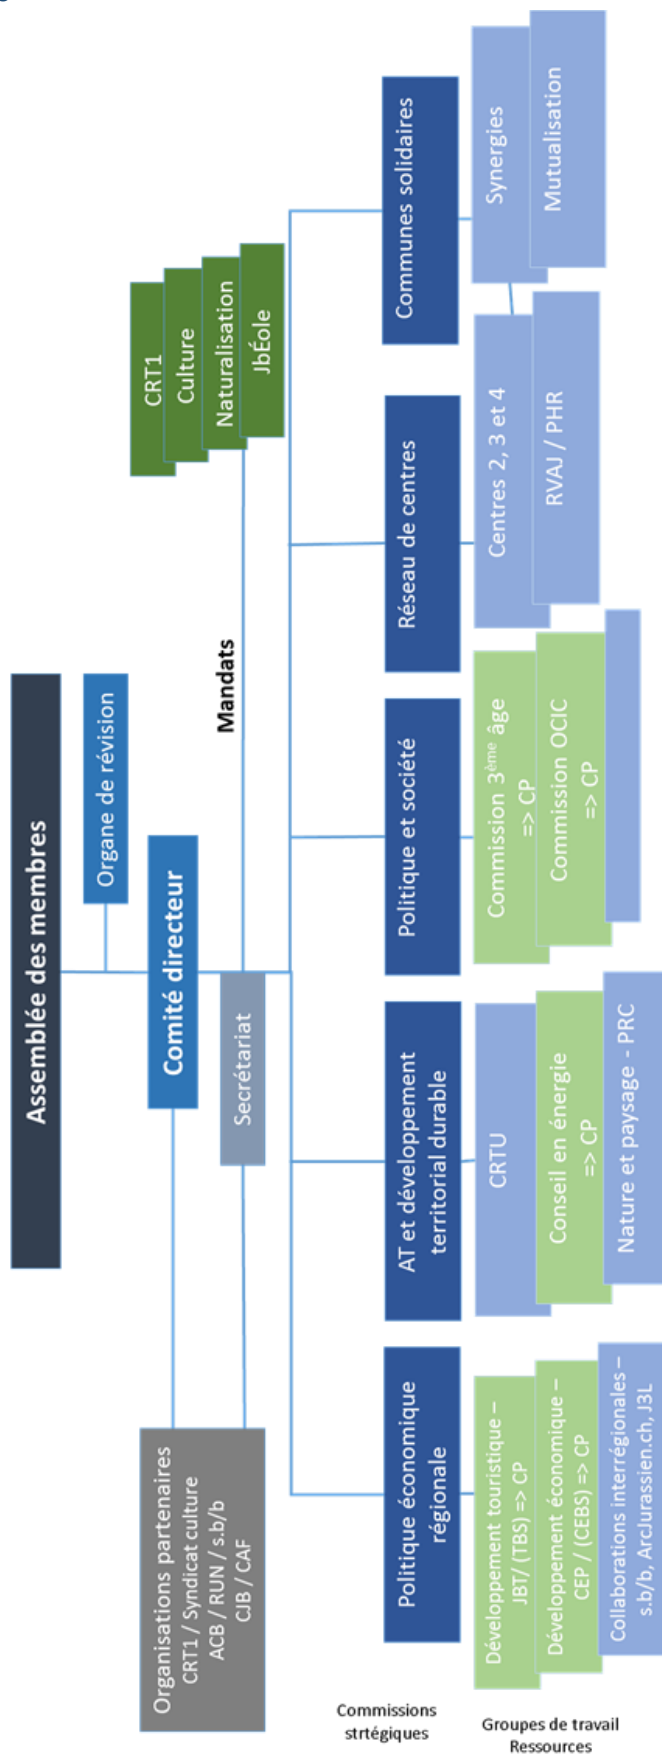 Assemblée des membres
Organe de révision
Comité directeur
Secrétariat
Mandats
CRT1
Culture
Naturalisation
JbÉole
Organisations partenaires
CRT1 / Syndicat culture
ACB / RUN / s.b/b
CJB / CAF
Commissions
strtégiques
Politique économique
régionale
AT et développement
territorial durable
Politique et société
Réseau de centres
Communes solidaires
Groupes de travail
Ressources
Développement touristique –
JBT/ (TBS) => CP
Développement économique –
CEP / (CEBS) => CP
Collaborations interrégionales –
s.b/b, Arcjurassien.ch, J3L
CRTU
Conseil en énergie
=> CP
Nature et paysage - PRC
Commission 3ème âge
=> CP
Commission OCIC
=> CP
Centres 2, 3 et 4
RVAJ / PHR
Synergies
Mutualisation